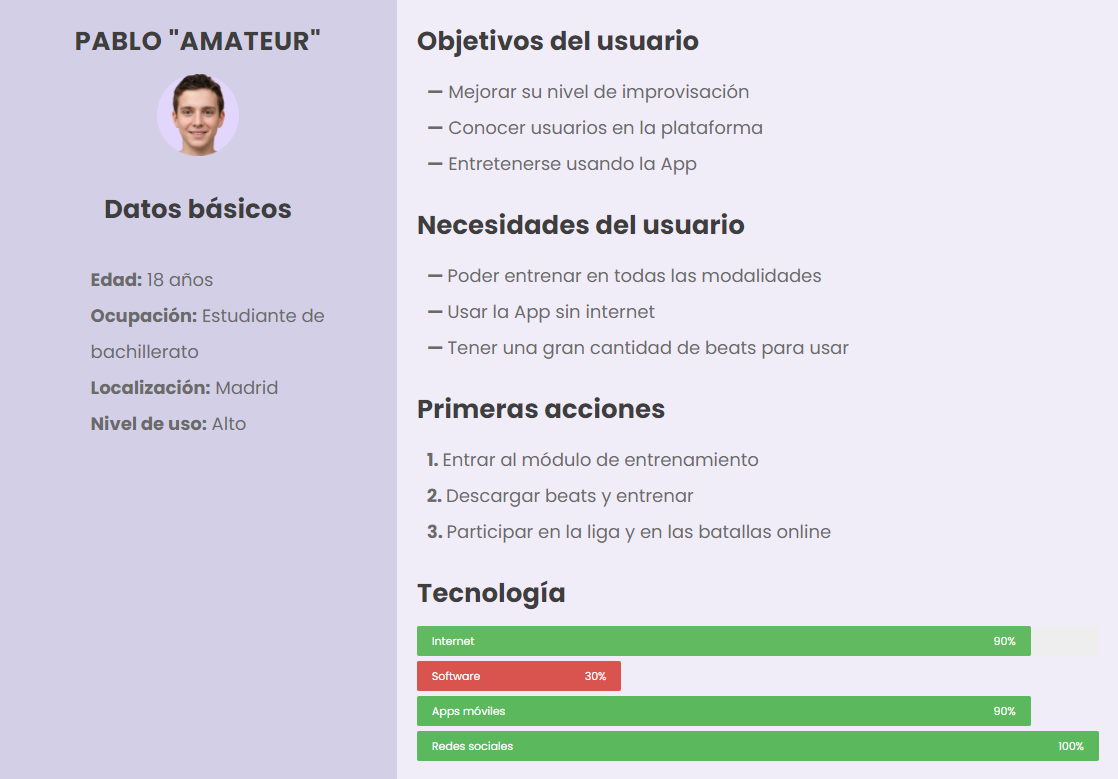 PABLO "AMATEUR"
Datos básicos
Edad: 18 años
Ocupación: Estudiante de
bachillerato
Localización: Madrid
Nivel de uso: Alto
Objetivos del usuario
— Mejorar su nivel de improvisación
— Conocer usuarios en la plataforma
— Entretenerse usando la App
Necesidades del usuario
— Poder entrenar en todas las modalidades
— Usar la App sin internet
— Tener una gran cantidad de beats para usar
Primeras acciones
1. Entrar al módulo de entrenamiento
2. Descargar beats y entrenar
3. Participar en la liga y en las batallas online
Tecnología
Internet 90%
Software 30%
Apps móviles 90%
Redes sociales 100%